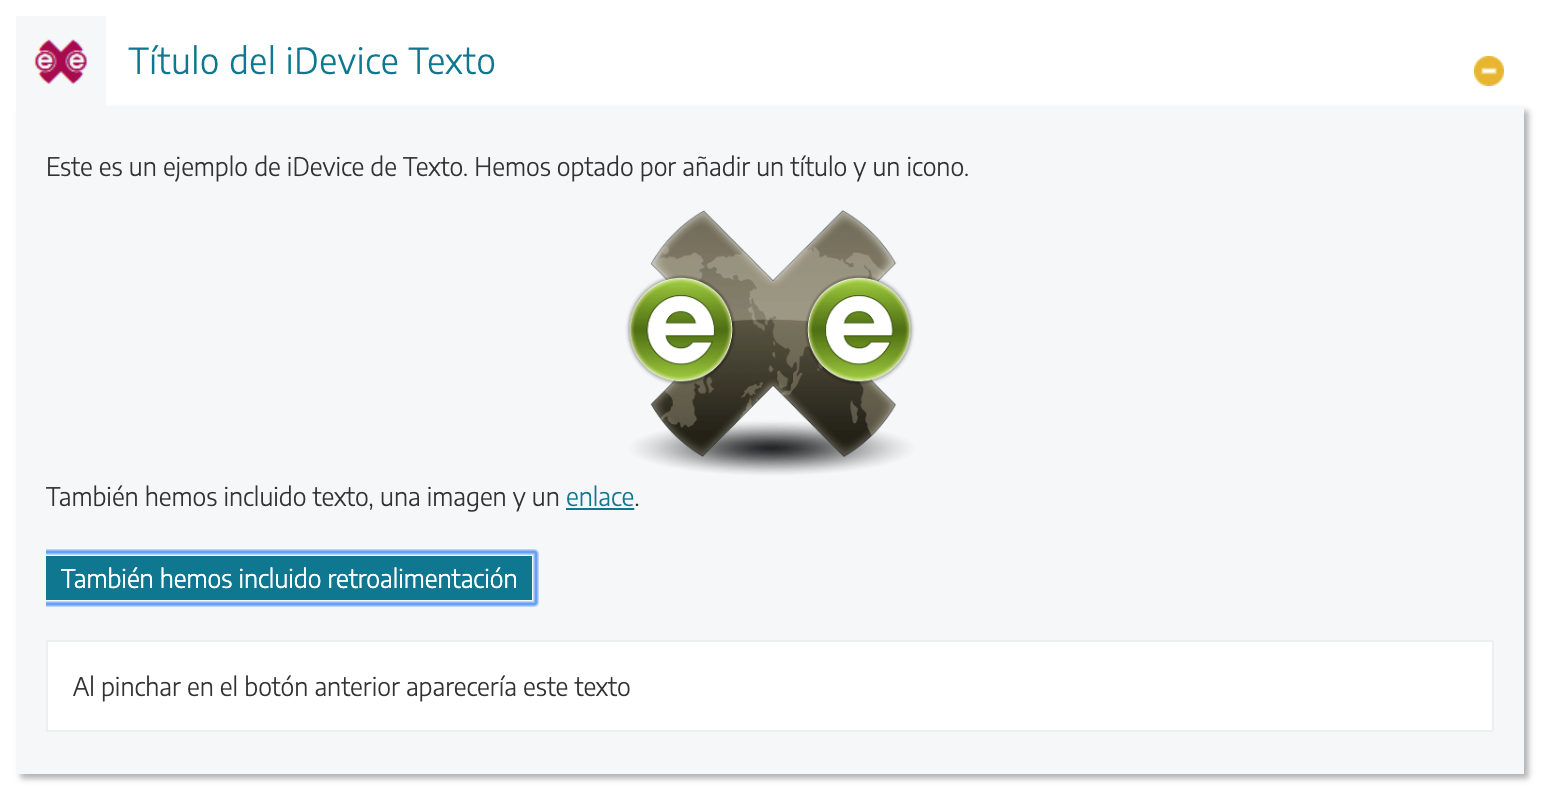 exe
Título del iDevice Texto
Este es un ejemplo de iDevice de Texto. Hemos optado por añadir un título y un icono.
eXe
También hemos incluido texto, una imagen y un enlace.
También hemos incluido retroalimentación
Al pinchar en el botón anterior aparecería este texto